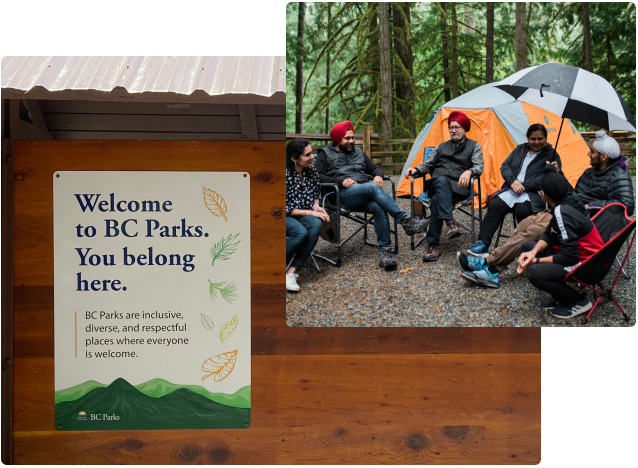 Welcome
to BC Parks.
You belong
here.
BC Parks are inclusive,
diverse, and respectful
places where everyone
is welcome.
BC Parks